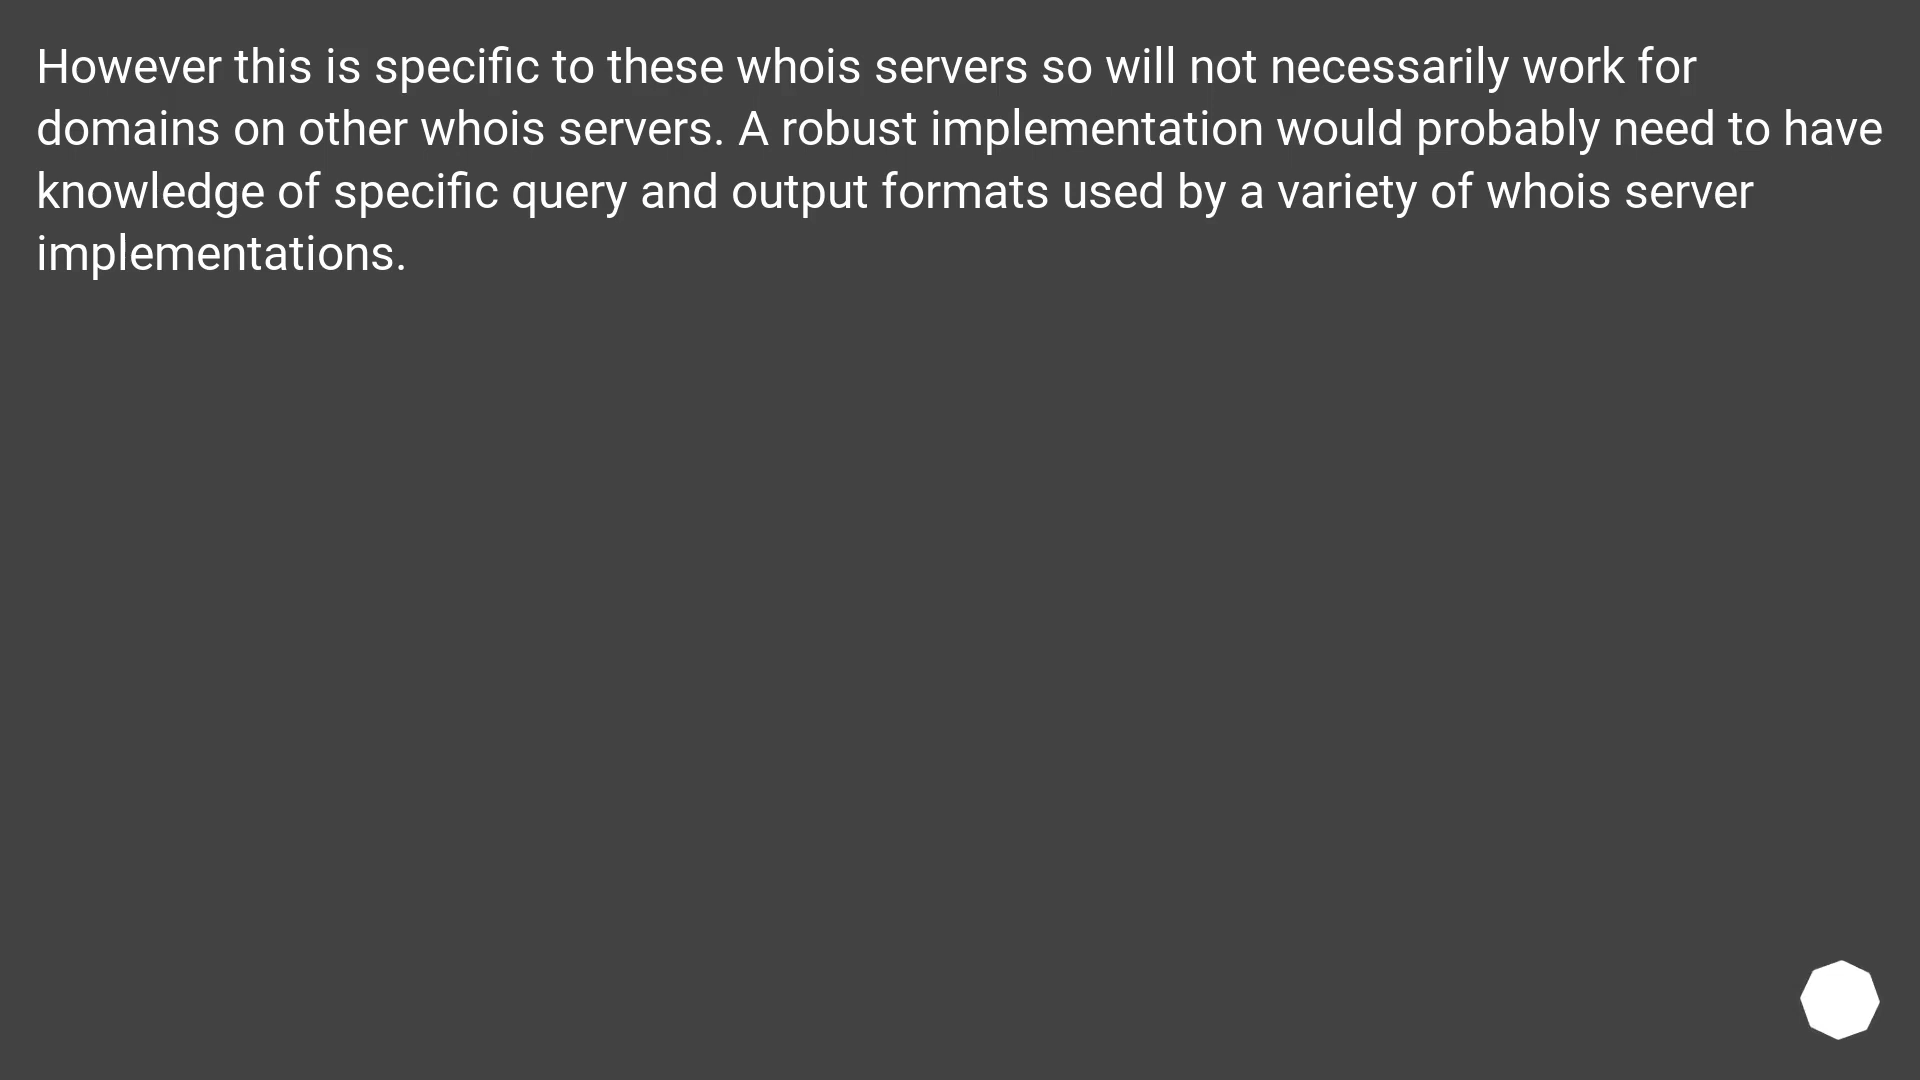 However this is specific to these whois servers so will not necessarily work for
domains on other whois servers. A robust implementation would probably need to have
knowledge of specific query and output formats used by a variety of whois server
implementations.